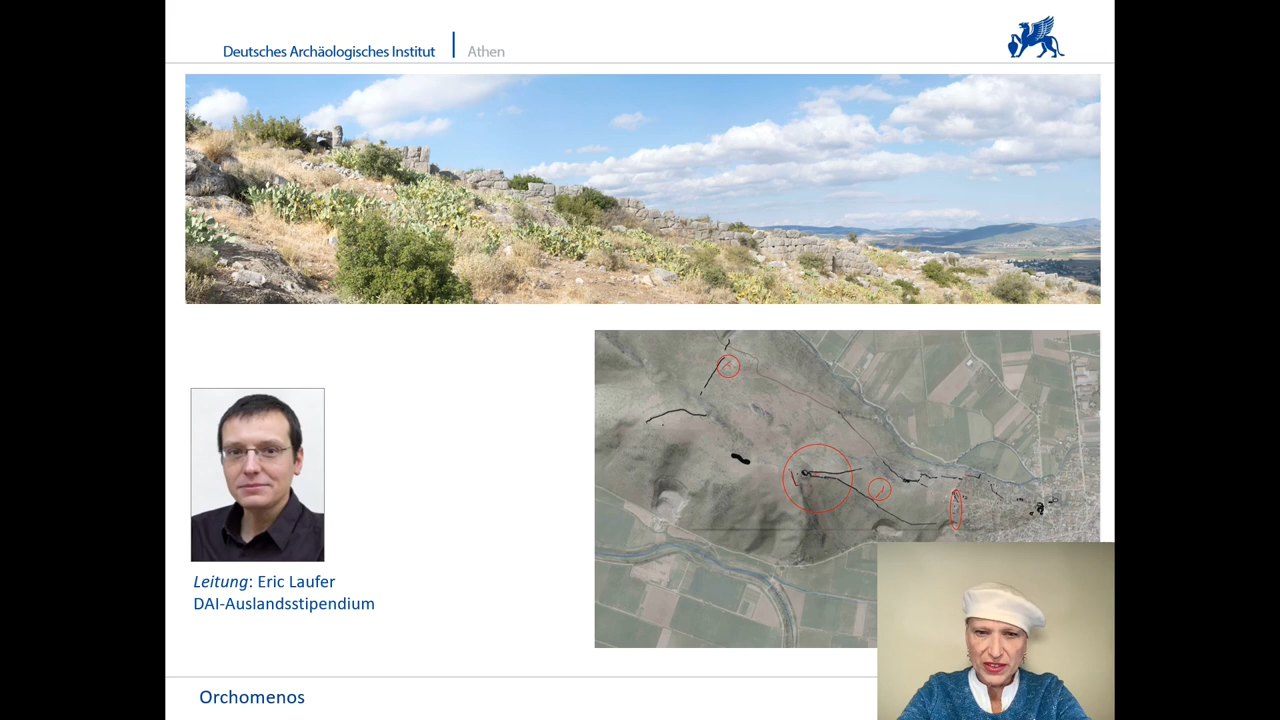 Deutsches Archäologisches Institut
Athen
Leitung: Eric Laufer
DAI-Auslandsstipendium
Orchomenos